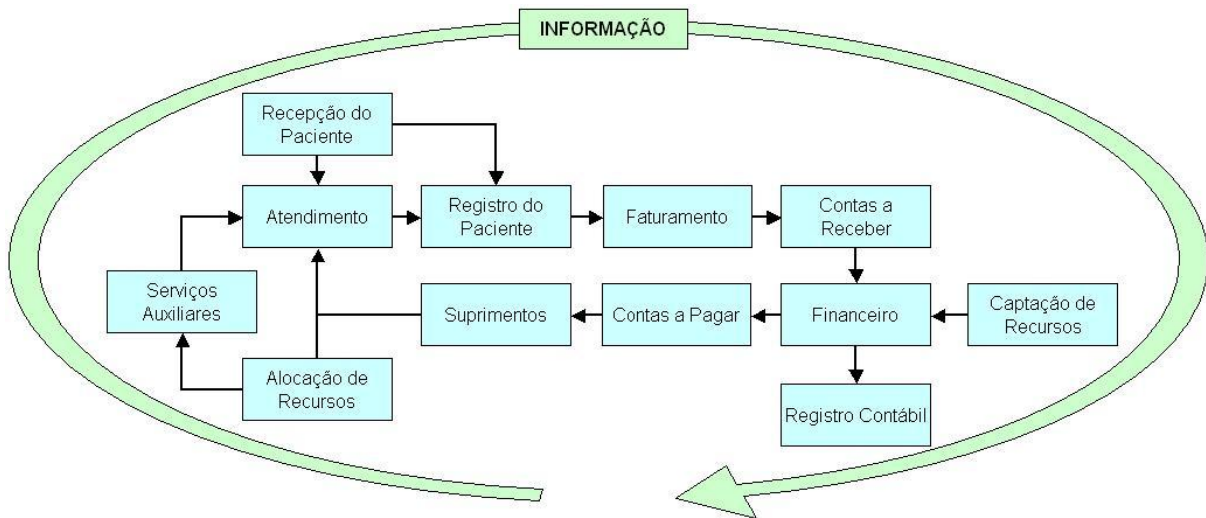 INFORMAÇÃO
Recepção do
Paciente
Atendimento
Registro do
Paciente
Faturamento
Contas a
Receber
Serviços
Auxiliares
Suprimentos
Contas a Pagar
Financeiro
Captação de
Recursos
Alocação de
Recursos
Registro Contábil